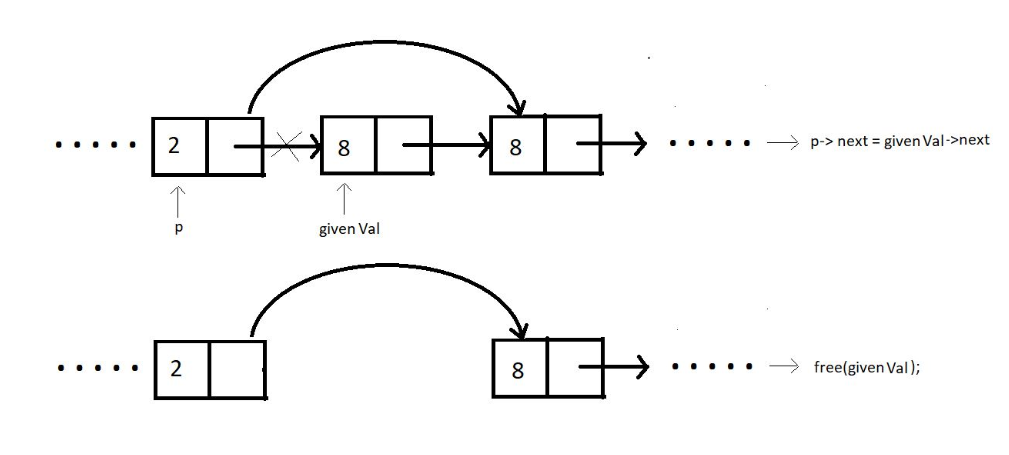 2 8 8 p-> next = given Val->next
p given Val
2 8 free(given Val);